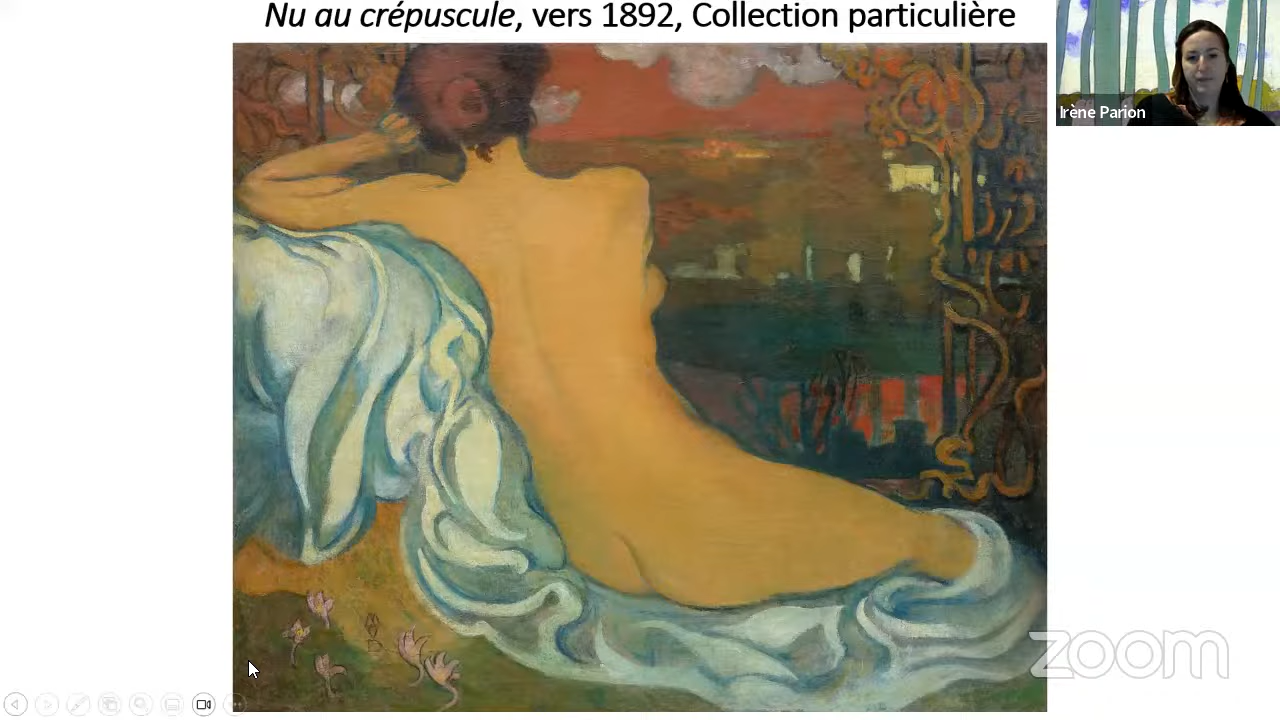 Nu au crépuscule, vers 1892, Collection particulière
Irène Parion
zoom